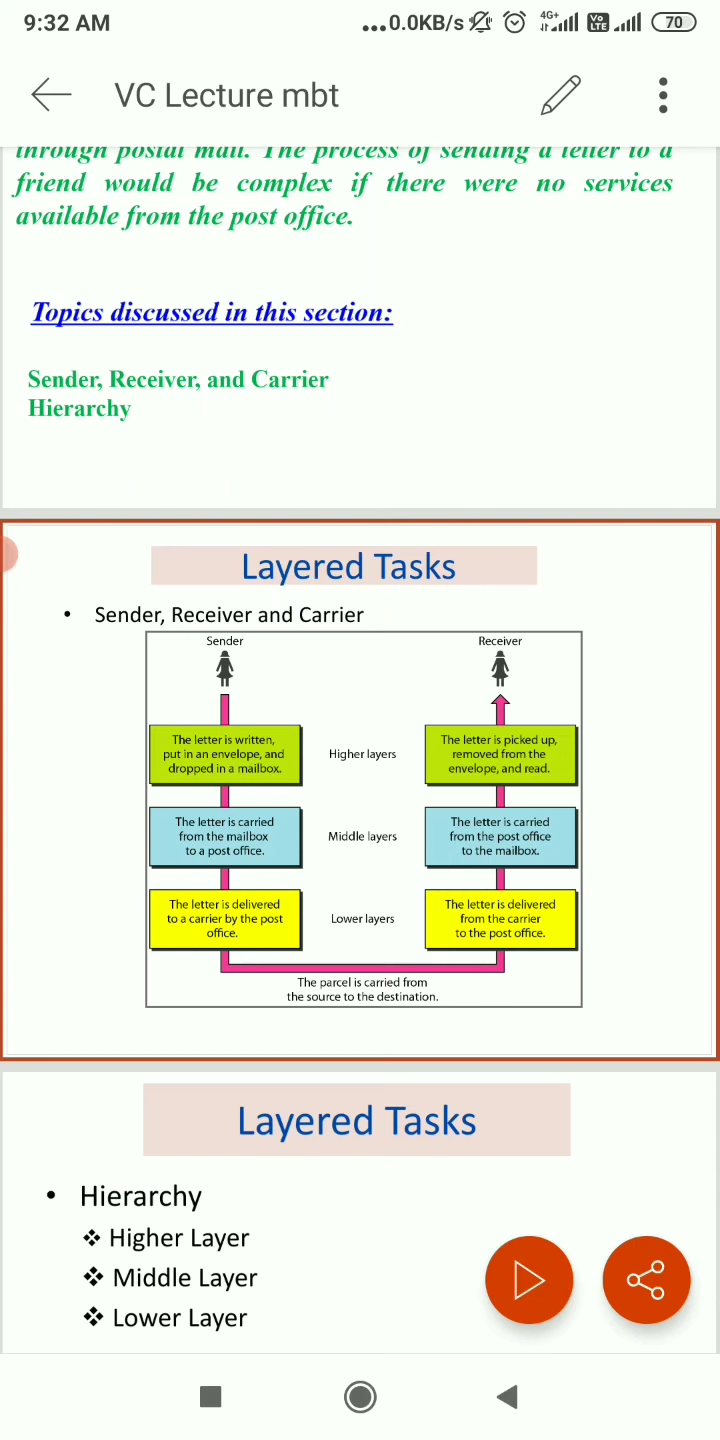 9:32 AM
...0.0KB/s 4G+ Vo LTE 70
VC Lecture mbt
through postal mail. The process of sending a letter to a
friend would be complex if there were no services
available from the post office.
Topics discussed in this section:
Sender, Receiver, and Carrier
Hierarchy
Layered Tasks
• Sender, Receiver and Carrier
Sender
Receiver
The letter is written,
put in an envelope, and
dropped in a mailbox.
Higher layers
The letter is picked up,
removed from the
envelope, and read.
The letter is carried
from the mailbox
to a post office.
Middle layers
The letter is carried
from the post office
to the mailbox.
The letter is delivered
to a carrier by the post
office.
Lower layers
The letter is delivered
from the carrier
to the post office.
The parcel is carried from
the source to the destination.
Layered Tasks
• Hierarchy
❖ Higher Layer
❖ Middle Layer
❖ Lower Layer